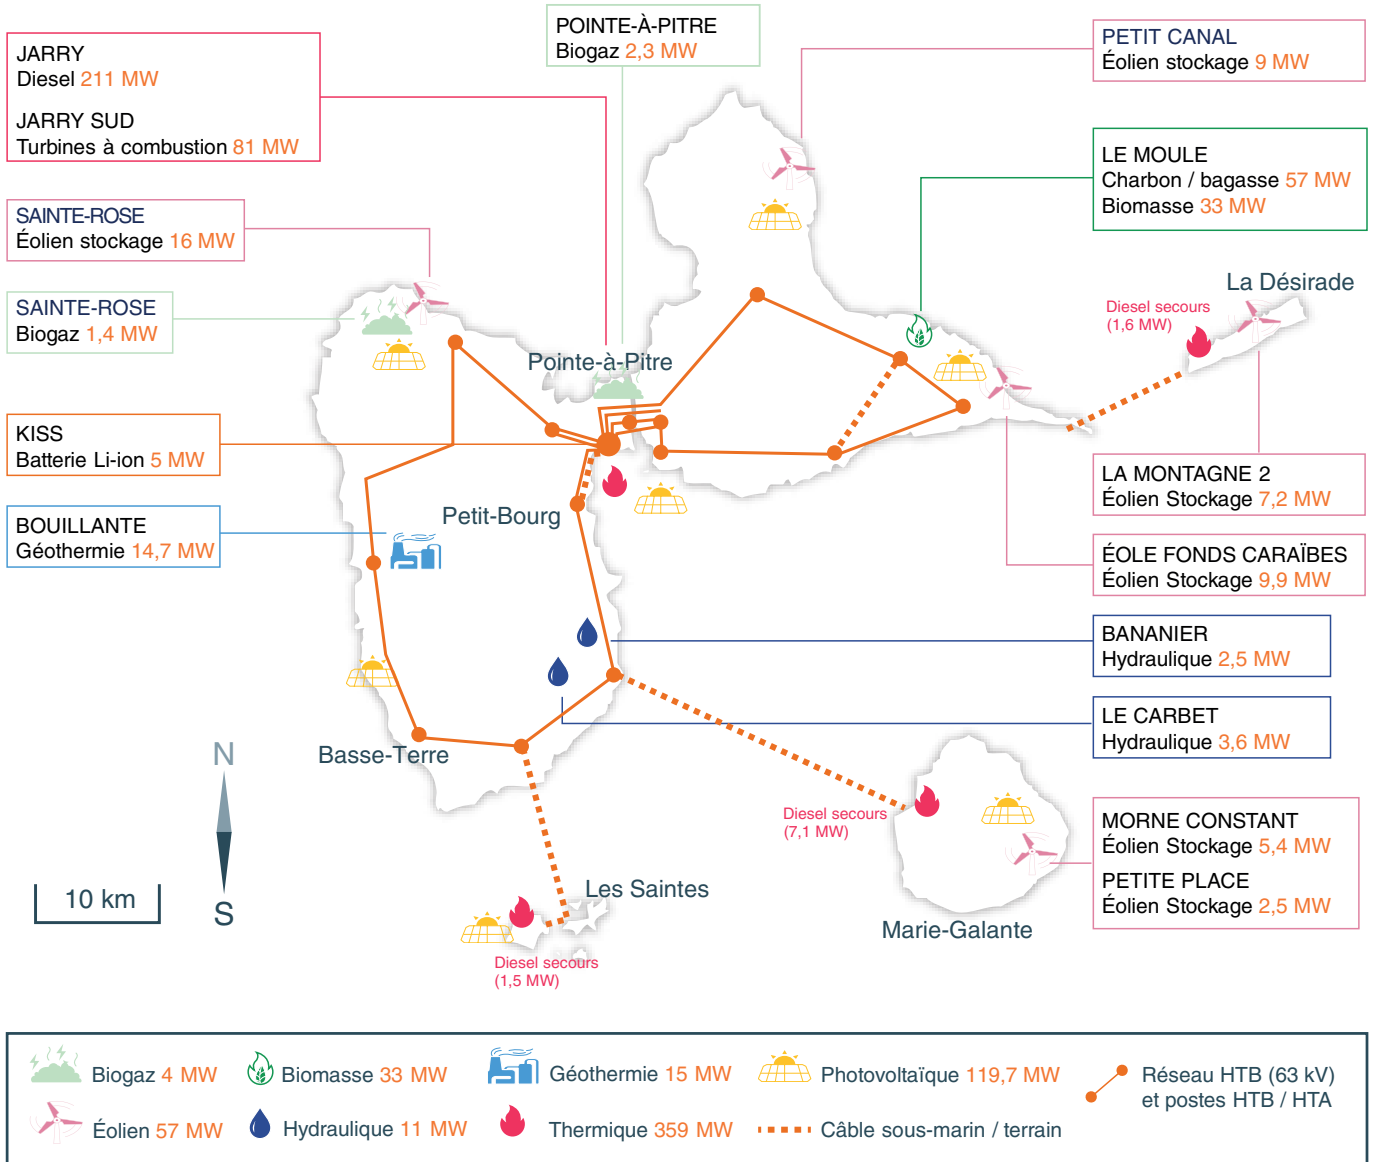 JARRY
Diesel 211 MW
JARRY SUD
Turbines à combustion 81 MW
POINTE-À-PITRE
Biogaz 2,3 MW
PETIT CANAL
Éolien stockage 9 MW
LE MOULE
Charbon / bagasse 57 MW
Biomasse 33 MW
SAINTE-ROSE
Éolien stockage 16 MW
SAINTE-ROSE
Biogaz 1,4 MW
La Désirade
Diesel secours
(1,6 MW)
Pointe-à-Pitre
KISS
Batterie Li-ion 5 MW
LA MONTAGNE 2
Éolien Stockage 7,2 MW
BOUILLANTE
Géothermie 14,7 MW
Petit-Bourg
ÉOLE FONDS CARAÏBES
Éolien Stockage 9,9 MW
BANANIER
Hydraulique 2,5 MW
LE CARBET
Hydraulique 3,6 MW
Basse-Terre
N
S
10 km
Diesel secours
(7,1 MW)
MORNE CONSTANT
Éolien Stockage 5,4 MW
PETITE PLACE
Éolien Stockage 2,5 MW
Les Saintes
Marie-Galante
Diesel secours
(1,5 MW)
Biogaz 4 MW
Biomasse 33 MW
Géothermie 15 MW
Photovoltaïque 119,7 MW
Réseau HTB (63 kV)
et postes HTB / HTA
Éolien 57 MW
Hydraulique 11 MW
Thermique 359 MW
Câble sous-marin / terrain